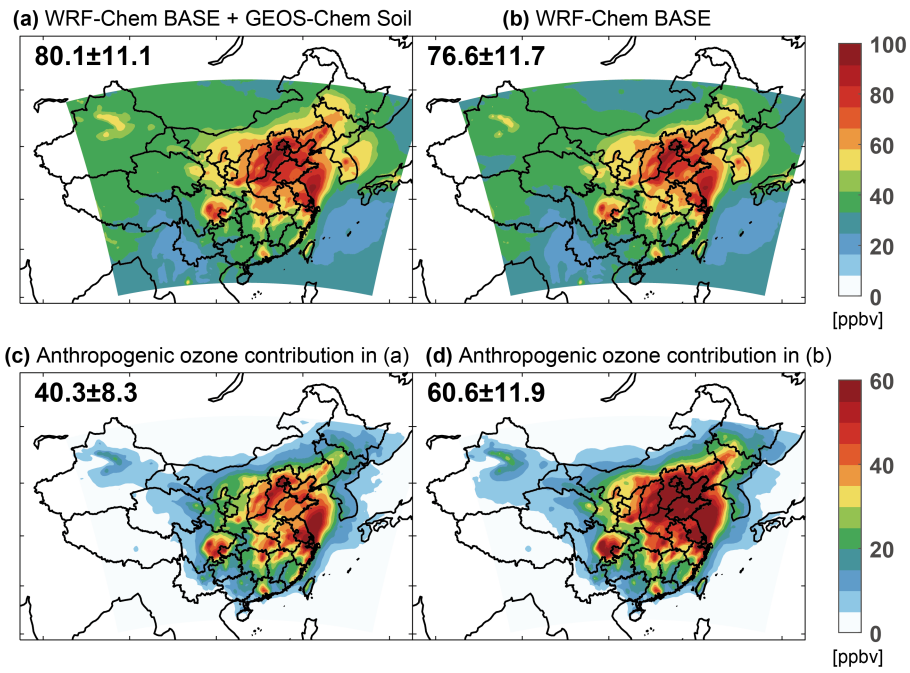 (a) WRF-Chem BASE + GEOS-Chem Soil
(b) WRF-Chem BASE
80.1±11.1
76.6±11.7
100
80
60
40
20
0
[ppbv]
(c) Anthropogenic ozone contribution in (a)
(d) Anthropogenic ozone contribution in (b)
40.3±8.3
60.6±11.9
60
40
20
0
[ppbv]